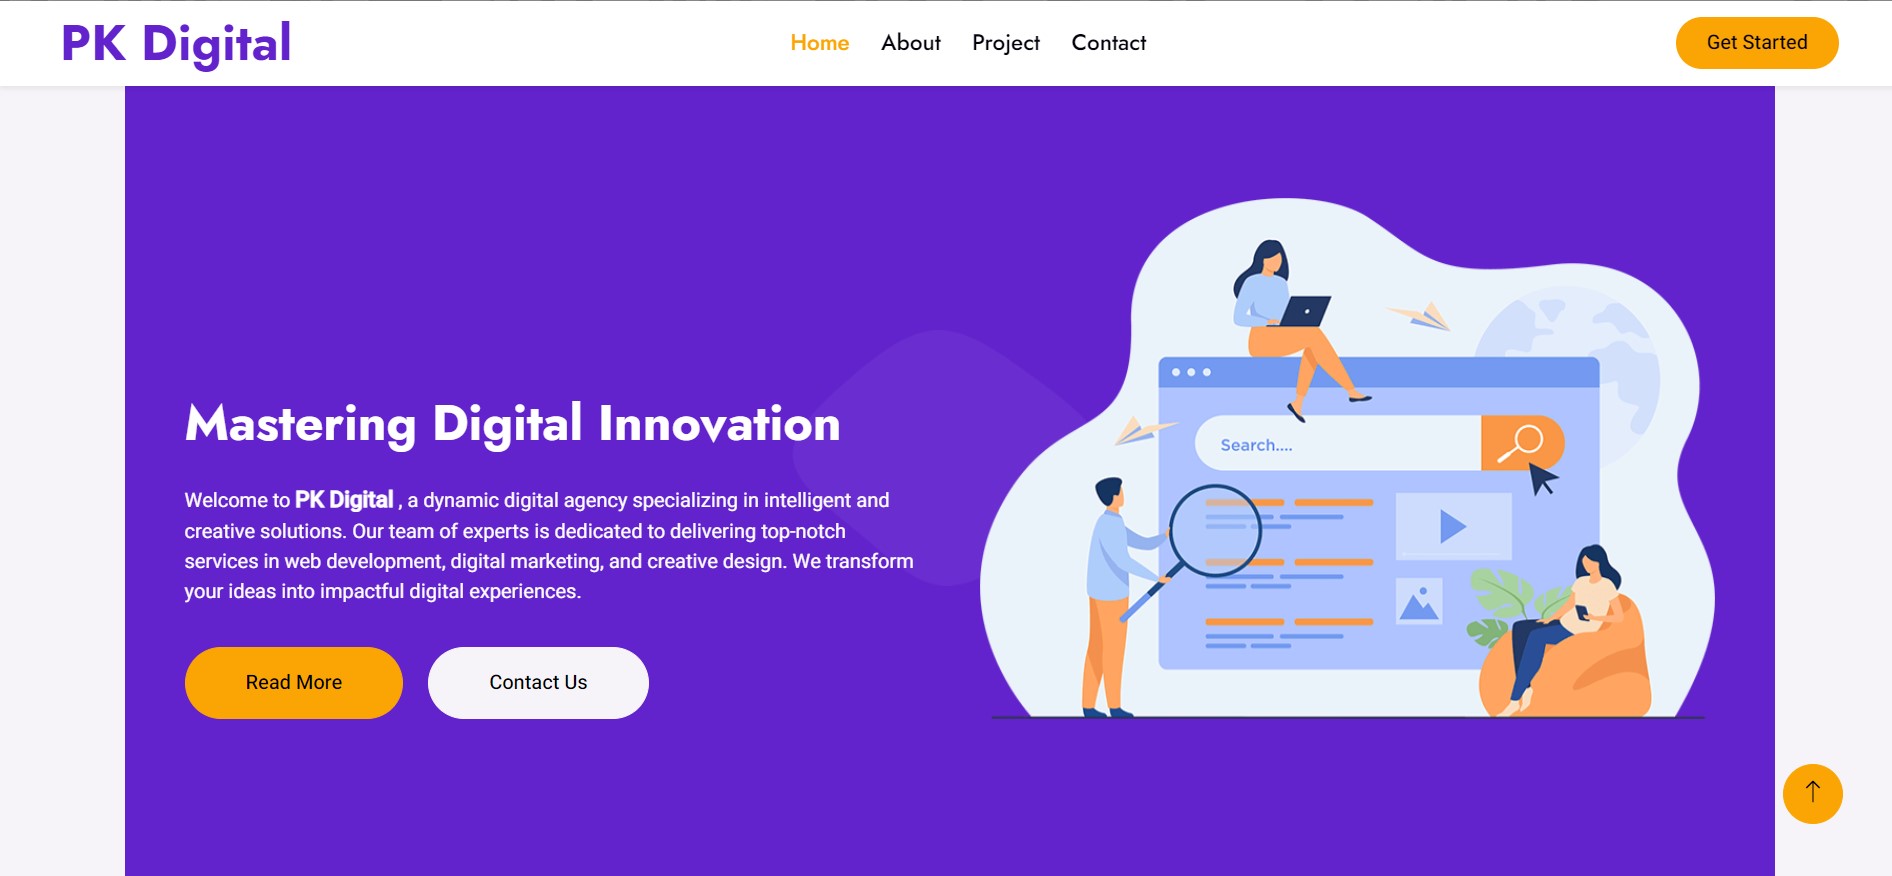 PK Digital
Home About Project Contact
Get Started
Mastering Digital Innovation
Welcome to PK Digital , a dynamic digital agency specializing in intelligent and
creative solutions. Our team of experts is dedicated to delivering top-notch
services in web development, digital marketing, and creative design. We transform
your ideas into impactful digital experiences.
Read More
Contact Us
Search....